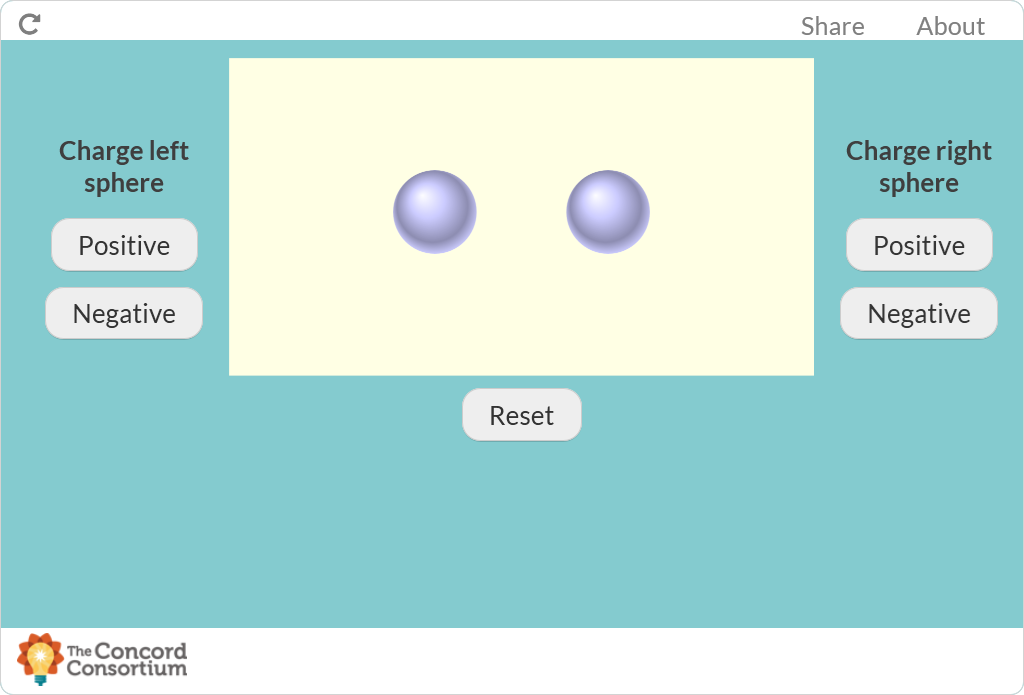 Share About
Charge left
sphere
Positive
Negative
Charge right
sphere
Positive
Negative
Reset
The Concord
Consortium